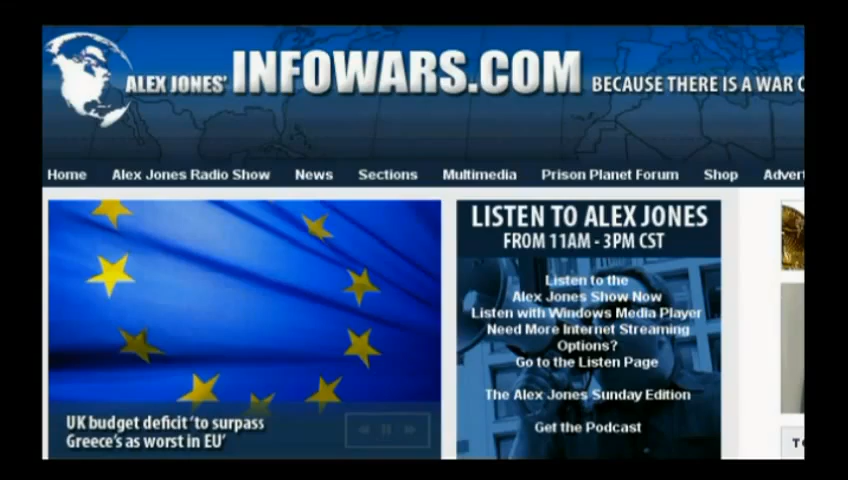 ALEX JONES' INFOWARS.COM BECAUSE THERE IS A WAR
Home Alex Jones Radio Show News Sections Multimedia Prison Planet Forum Shop
LISTEN TO ALEX JONES
FROM 11AM - 3PM CST
Listen to the
Alex Jones Show Now
Listen with Windows Media Player
Need More Internet Streaming
Options?
Go to the Listen Page
The Alex Jones Sunday Edition
Get the Podcast
UK budget deficit 'to surpass
Greece's as worst in EU'